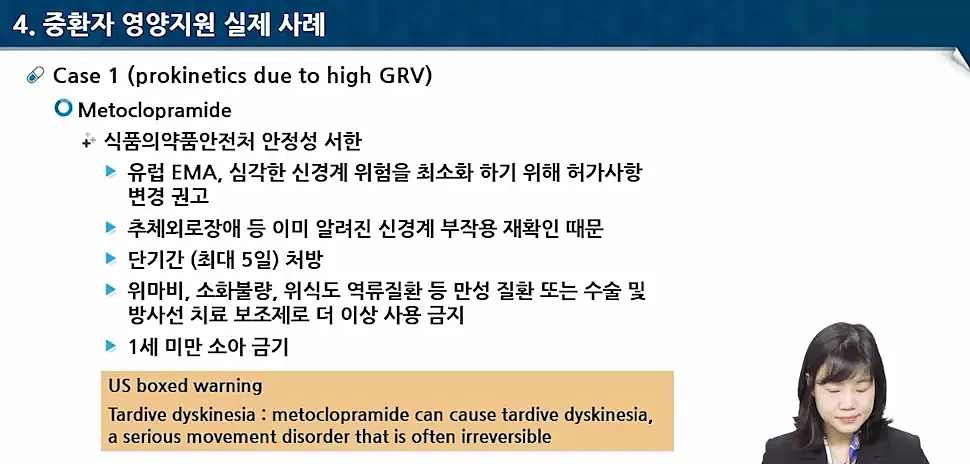 4. 중환자 영양지원 실제 사례
Case 1 (prokinetics due to high GRV)
Metoclopramide
식품의약품안전처 안정성 서한
유럽 EMA, 심각한 신경계 위험을 최소화 하기 위해 허가사항
변경 권고
추체외로장애 등 이미 알려진 신경계 부작용 재확인 때문
단기간 (최대 5일) 처방
위마비, 소화불량, 위식도 역류질환 등 만성 질환 또는 수술 및
방사선 치료 보조제로 더 이상 사용 금지
1세 미만 소아 금기
US boxed warning
Tardive dyskinesia : metoclopramide can cause tardive dyskinesia,
a serious movement disorder that is often irreversible